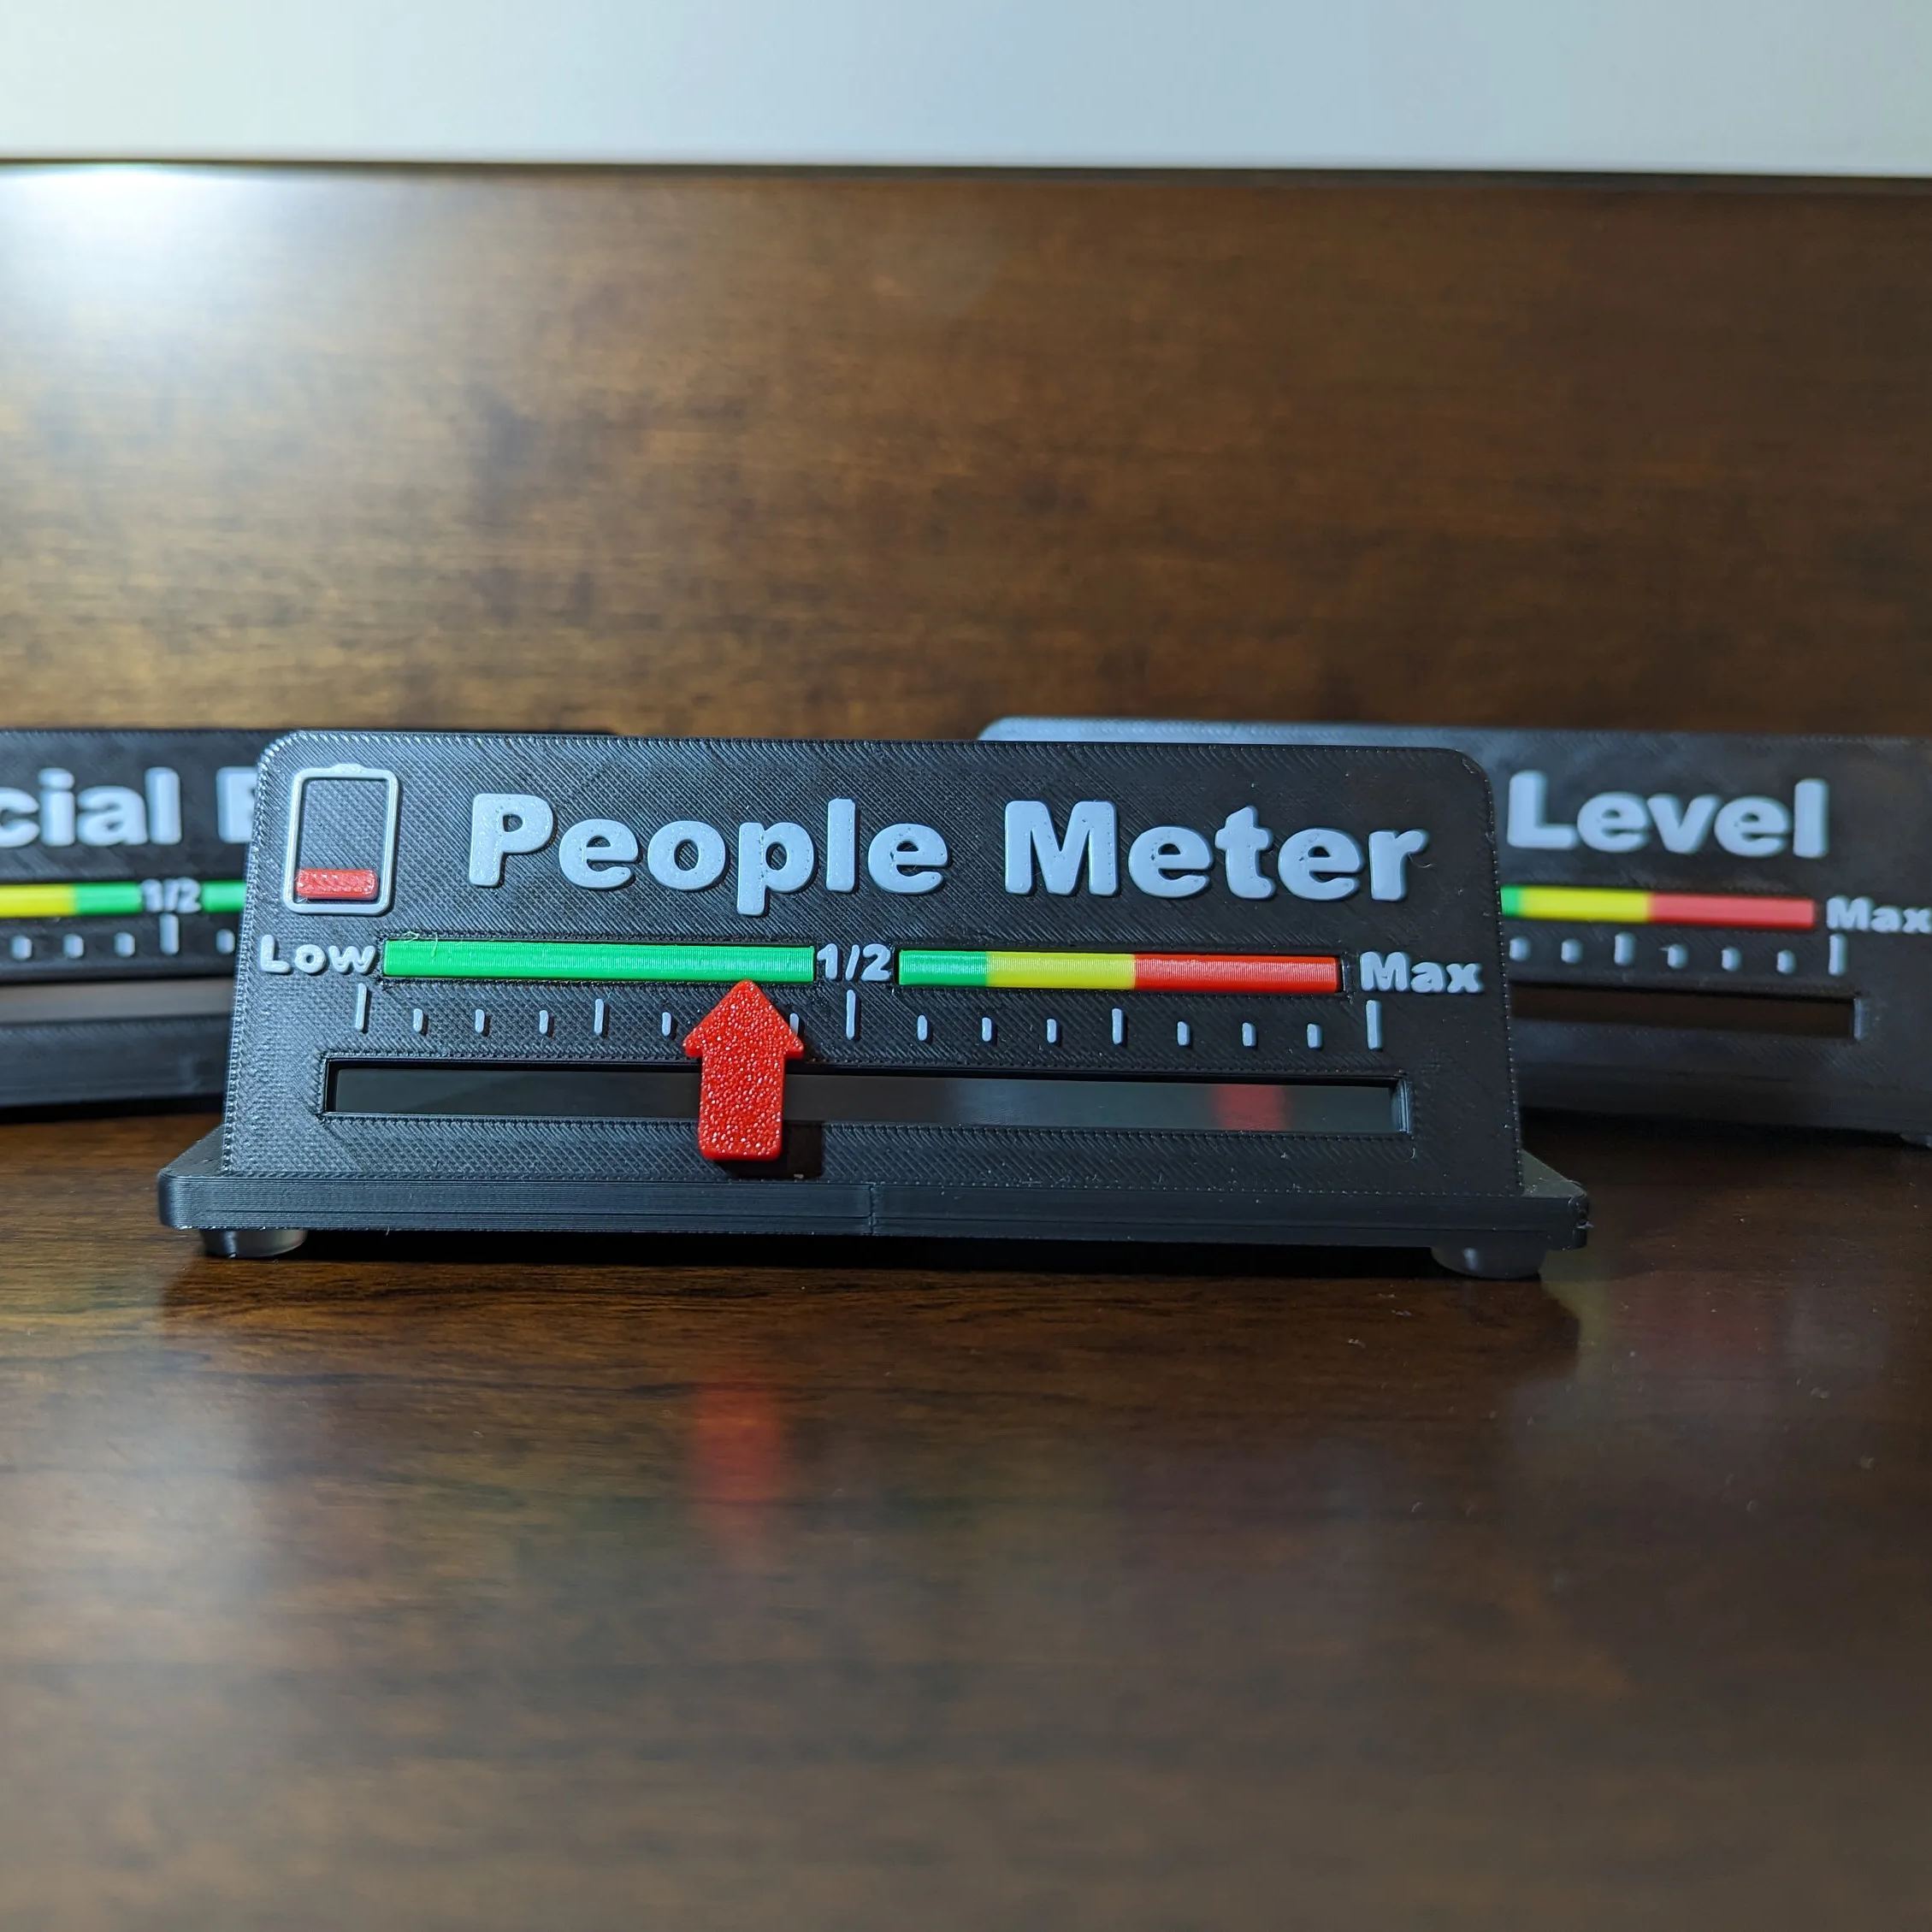 People Meter
Low 1/2 Max
cial
1/2
Level
Max